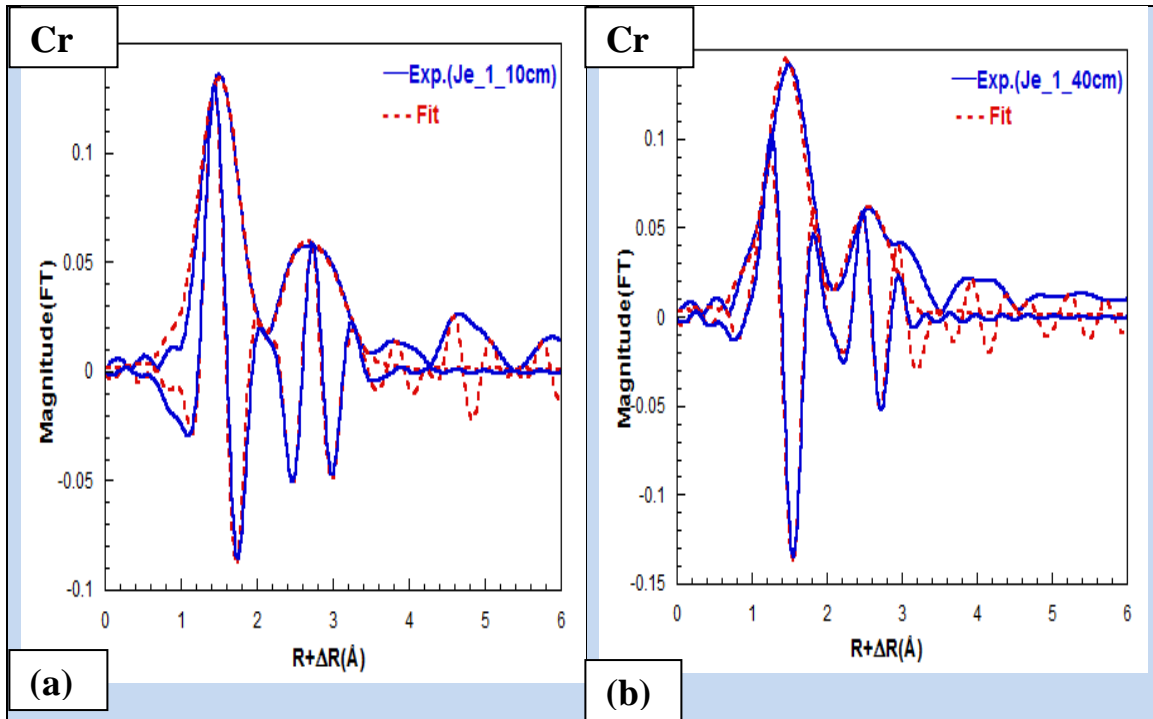 Cr
Exp.(Je_1_10cm)
Fit
Magnitude(FT)
0.1
0.05
0
-0.05
-0.1
0 1 2 3 4 5 6
R+ΔR(Å)
(a)
Cr
Exp.(Je_1_40cm)
Fit
Magnitude(FT)
0.1
0.05
0
-0.05
-0.1
-0.15
0 1 2 3 4 5 6
R+ΔR(Å)
(b)